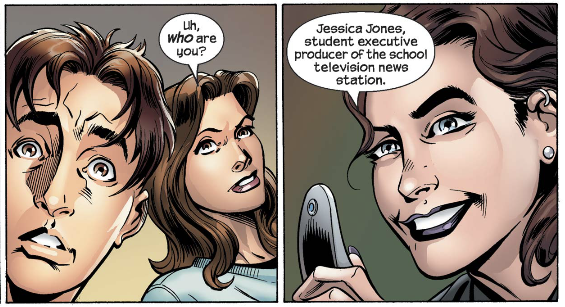 Uh,
who are
you?
Jessica Jones,
student executive
producer of the school
television news
station.